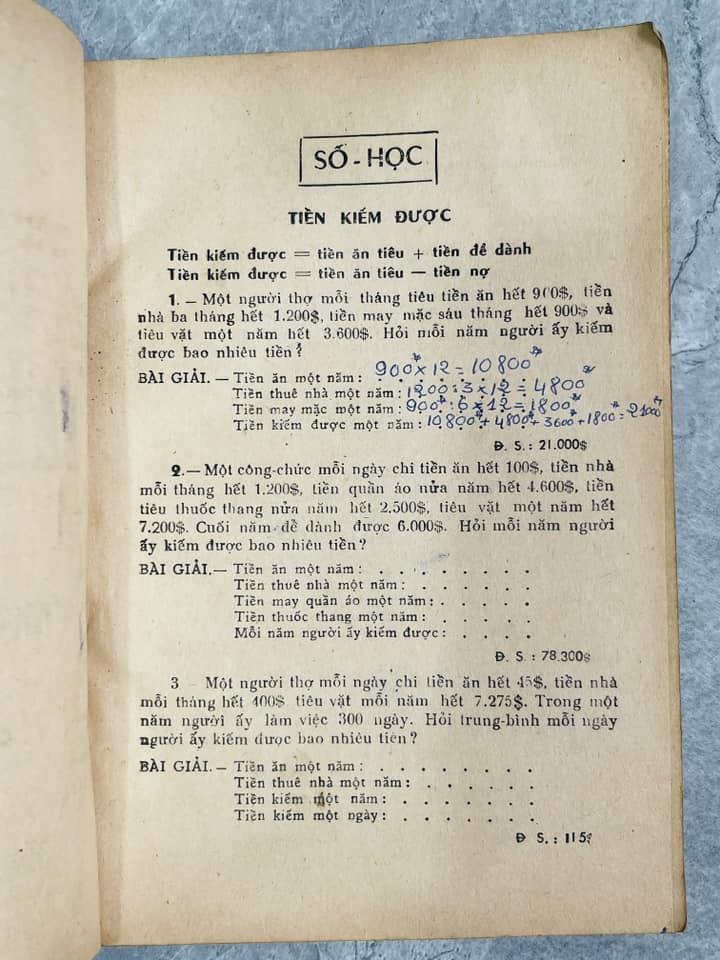 SỐ - HỌC
TIỀN KIẾM ĐƯỢC
Tiền kiếm được = tiền ăn tiêu + tiền để dành
Tiền kiếm được = tiền ăn tiêu — tiền nợ
1. — Một người thợ mỗi tháng tiêu tiền ăn hết 900$, tiền
nhà ba tháng hết 1.200$, tiền may mặc sáu tháng hết 900$ và
tiêu vặt một năm hết 3.600$. Hỏi mỗi năm người ấy kiếm
được bao nhiêu tiền?
BÀI GIẢI. — Tiền ăn một năm : 900$ x 12 = 10800$
Tiền thuê nhà một năm : 1200$ : 3 x 12 = 4800$
Tiền may mặc một năm : 900$ : 6 x 12 = 1800$
Tiền kiếm được một năm : 10800$ + 4800$ + 3600$ + 1800$ = 21000$
Đ. S. : 21.000$
2. — Một công-chức mỗi ngày chi tiền ăn hết 100$, tiền nhà
mỗi tháng hết 1.200$, tiền quần áo nửa năm hết 4.600$, tiền
tiêu thuốc thang nửa năm hết 2.500$, tiêu vặt một năm hết
7.200$. Cuối năm để dành được 6.000$. Hỏi mỗi năm người
ấy kiếm được bao nhiêu tiền?
BÀI GIẢI. — Tiền ăn một năm : . . . . . . . .
Tiền thuê nhà một năm : . . . . . .
Tiền may quần áo một năm : . . . . .
Tiền thuốc thang một năm : . . . . .
Mỗi năm người ấy kiếm được : . . . .
Đ. S. : 78.300$
3 — Một người thợ mỗi ngày chi tiền ăn hết 45$, tiền nhà
mỗi tháng hết 400$ tiêu vặt mỗi năm hết 7.275$. Trong một
năm người ấy làm việc 300 ngày. Hỏi trung-bình mỗi ngày
người ấy kiếm được bao nhiêu tiền?
BÀI GIẢI. — Tiền ăn một năm : . . . . . . . .
Tiền thuê nhà một năm : . . . . . .
Tiền kiếm một năm : . . . . . . .
Tiền kiếm một ngày : . . . . . . .
Đ S. : 115$